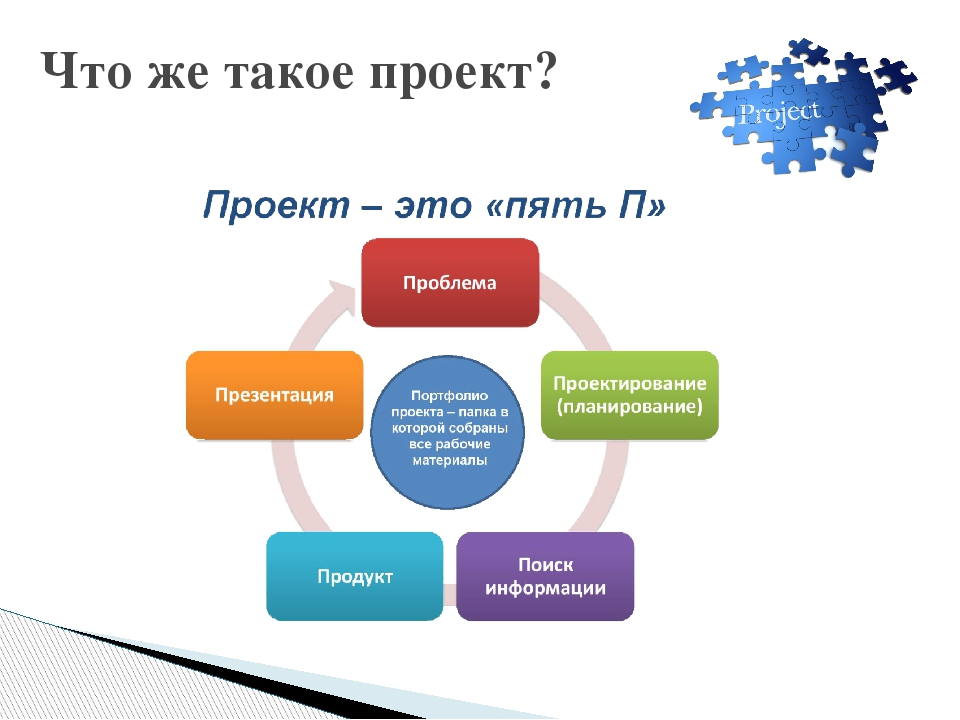 Что же такое проект?
Project
Проект – это «пять П»
Проблема
Проектирование
(планирование)
Поиск
информации
Продукт
Презентация
Портфолио
проекта – папка в
которой собраны
все рабочие
материалы